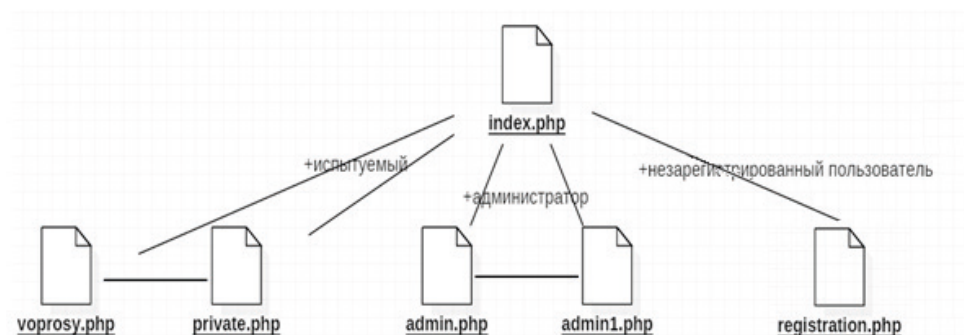 index.php
+испытуемый
+незарегистрированный пользователь
+администратор
voprosy.php
private.php
admin.php
admin1.php
registration.php